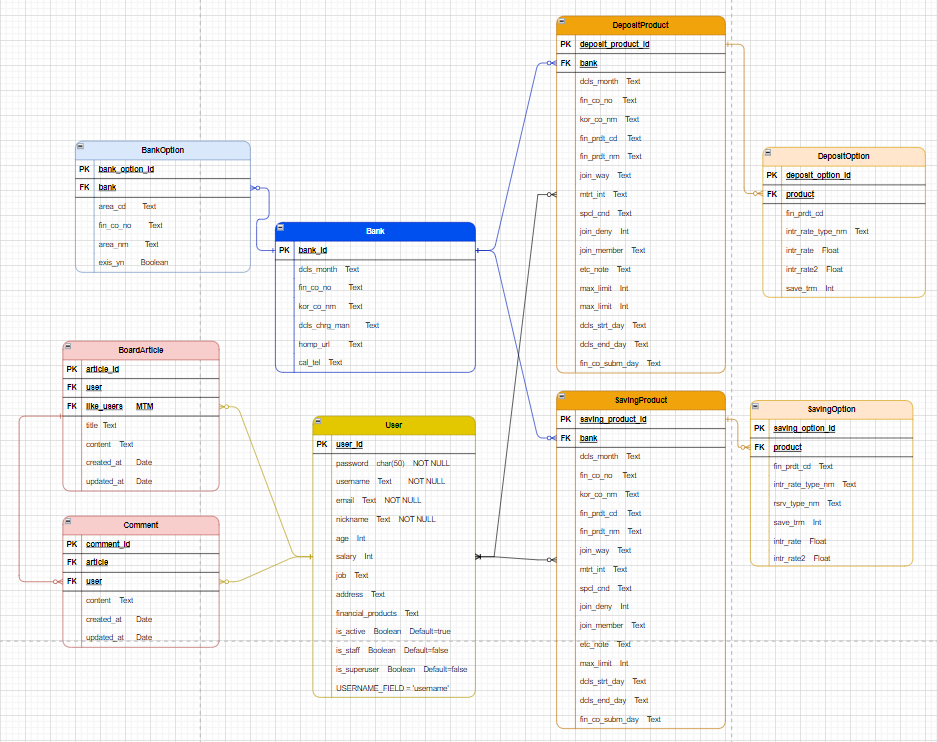 DepositProduct
PK deposit_product_id
FK bank
dcls_month Text
fin_co_no Text
kor_co_nm Text
fin_prdt_cd Text
fin_prdt_nm Text
join_way Text
mtrt_int Text
spcl_cnd Text
join_deny Int
join_member Text
etc_note Text
max_limit Int
max_limit Int
dcls_strt_day Text
dcls_end_day Text
fin_co_subm_day Text
BankOption
PK bank_option_id
FK bank
area_cd Text
fin_co_no Text
area_nm Text
exis_yn Boolean
DepositOption
PK deposit_option_id
FK product
fin_prdt_cd
intr_rate_type_nm Text
intr_rate Float
intr_rate2 Float
save_trm Int
Bank
PK bank_id
dcls_month Text
fin_co_no Text
kor_co_nm Text
dcls_chrg_man Text
homp_url Text
cal_tel Text
BoardArticle
PK article_id
FK user
FK like_users MTM
title Text
content Text
created_at Date
updated_at Date
User
PK user_id
password char(50) NOT NULL
username Text NOT NULL
email Text NOT NULL
nickname Text NOT NULL
age Int
salary Int
job Text
address Text
financial_products Text
is_active Boolean Default=true
is_staff Boolean Default=false
is_superuser Boolean Default=false
USERNAME_FIELD = 'username'
SavingProduct
PK saving_product_id
FK bank
dcls_month Text
fin_co_no Text
kor_co_nm Text
fin_prdt_cd Text
fin_prdt_nm Text
join_way Text
mtrt_int Text
spcl_cnd Text
join_deny Int
join_member Text
etc_note Text
max_limit Int
dcls_strt_day Text
dcls_end_day Text
fin_co_subm_day Text
SavingOption
PK saving_option_id
FK product
fin_prdt_cd Text
intr_rate_type_nm Text
rsrv_type_nm Text
save_trm Int
intr_rate Float
intr_rate2 Float
Comment
PK comment_id
FK article
FK user
content Text
created_at Date
updated_at Date